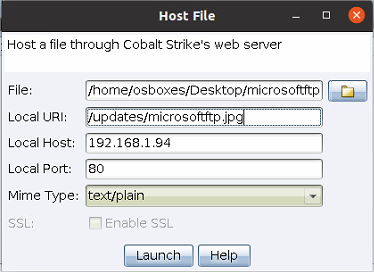 Host File
Host a file through Cobalt Strike's web server
File: /home/osboxes/Desktop/microsoftftp
Local URI: /updates/microsoftftp.jpg
Local Host: 192.168.1.94
Local Port: 80
Mime Type: text/plain
SSL: Enable SSL
Launch Help